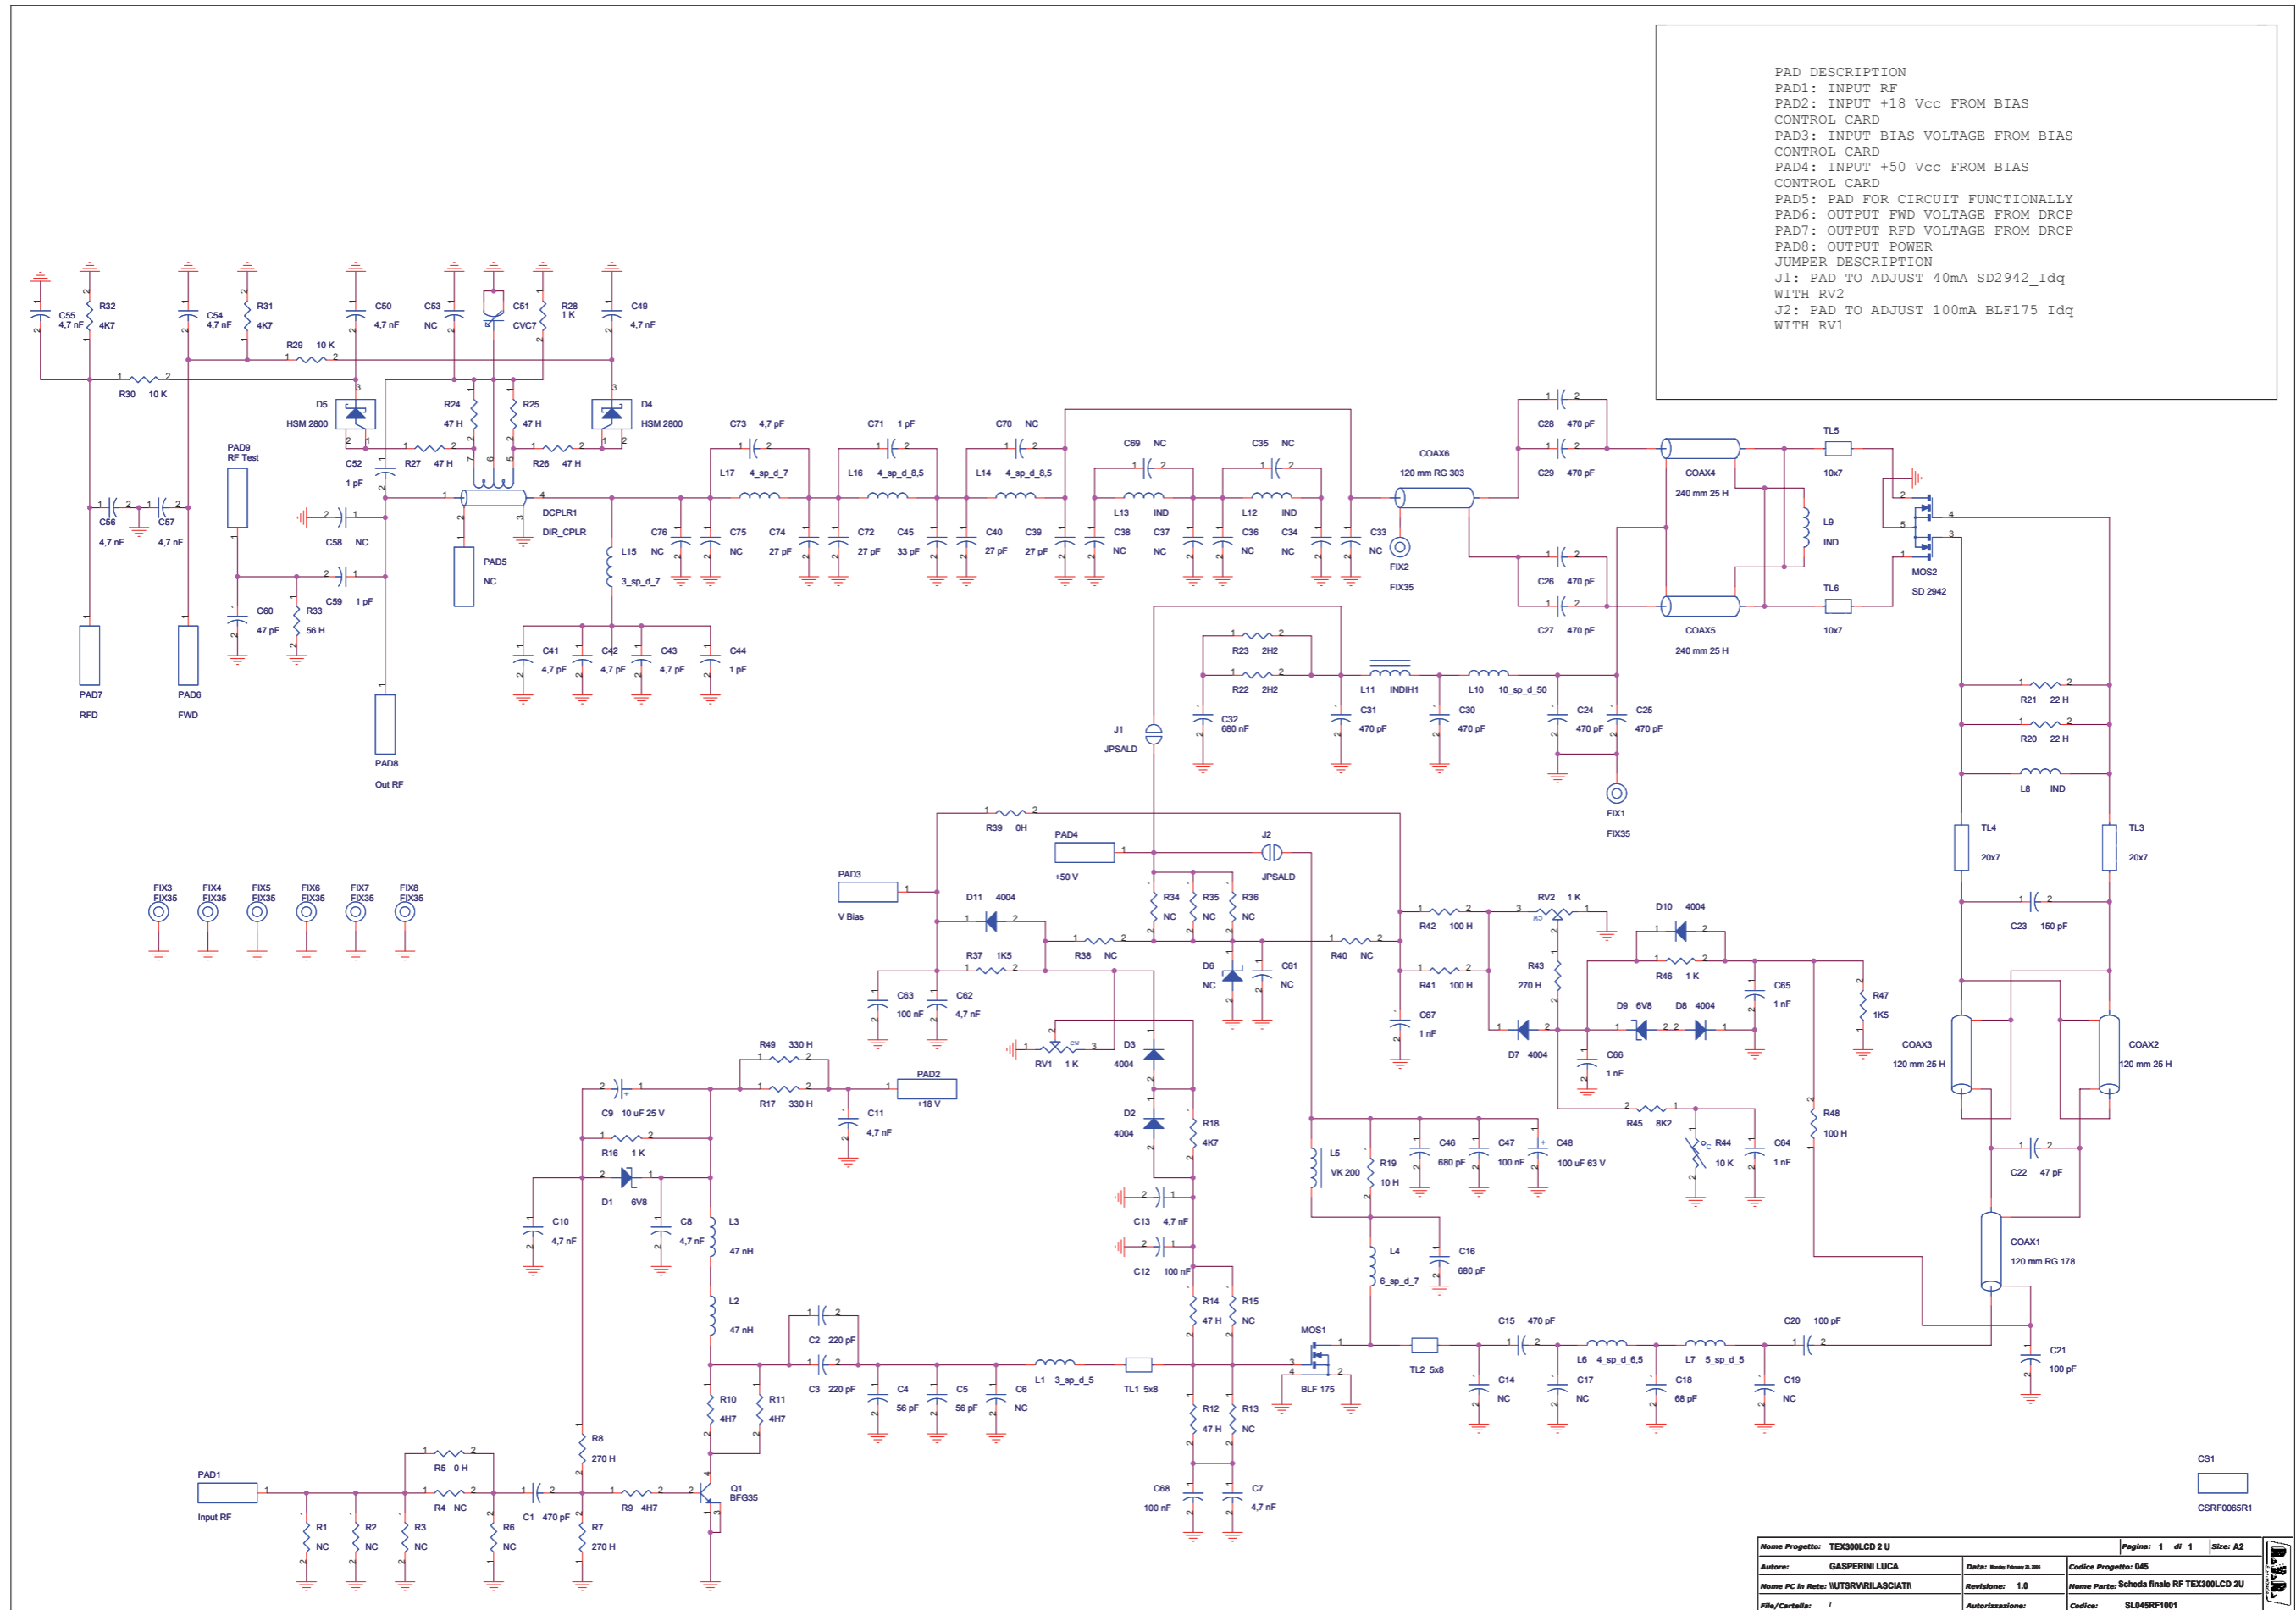 PAD DESCRIPTION
PAD1: INPUT RF
PAD2: INPUT +18 Vcc FROM BIAS
CONTROL CARD
PAD3: INPUT BIAS VOLTAGE FROM BIAS
CONTROL CARD
PAD4: INPUT +50 Vcc FROM BIAS
CONTROL CARD
PAD5: PAD FOR CIRCUIT FUNCTIONALLY
PAD6: OUTPUT FWD VOLTAGE FROM DRCP
PAD7: OUTPUT RFD VOLTAGE FROM DRCP
PAD8: OUTPUT POWER
JUMPER DESCRIPTION
J1: PAD TO ADJUST 40mA SD2942_Idq
WITH RV2
J2: PAD TO ADJUST 100mA BLF175_Idq
WITH RV1
C55 4,7 nF
R32 4K7
C54 4,7 nF
R31 4K7
C50 4,7 nF
C53 NC
C51 CVC7
R28 1 K
C49 4,7 nF
R29 10 K
R30 10 K
D5 HSM 2800
R24 47 H
R25 47 H
D4 HSM 2800
R27 47 H
R26 47 H
PAD9 RF Test
C52 1 pF
C56 4,7 nF
C57 4,7 nF
C58 NC
DCPLR1 DIR_CPLR
PAD5 NC
C59 1 pF
C60 47 pF
R33 56 H
PAD7 RFD
PAD6 FWD
PAD8 Out RF
L15 3_sp_d_7
C41 4,7 pF
C42 4,7 pF
C43 4,7 pF
C44 1 pF
C73 4,7 pF
L17 4_sp_d_7
C71 1 pF
L16 4_sp_d_8,5
C70 NC
L14 4_sp_d_8,5
C69 NC
L13 IND
C35 NC
L12 IND
C76 NC
C75 NC
C74 27 pF
C72 27 pF
C45 33 pF
C40 27 pF
C39 27 pF
C38 NC
C37 NC
C36 NC
C34 NC
C33 NC
FIX2 FIX35
COAX6 120 mm RG 303
C28 470 pF
C29 470 pF
C26 470 pF
C27 470 pF
COAX4 240 mm 25 H
COAX5 240 mm 25 H
L9 IND
TL5 10x7
TL6 10x7
MOS2 SD 2942
R23 2H2
R22 2H2
C32 680 nF
L11 INDIH1
L10 10_sp_d_50
C31 470 pF
C30 470 pF
C24 470 pF
C25 470 pF
FIX1 FIX35
J1 JPSALD
R21 22 H
R20 22 H
L8 IND
TL4 20x7
TL3 20x7
C23 150 pF
COAX3 120 mm 25 H
COAX2 120 mm 25 H
C22 47 pF
COAX1 120 mm RG 178
C21 100 pF
FIX3 FIX35
FIX4 FIX35
FIX5 FIX35
FIX6 FIX35
FIX7 FIX35
FIX8 FIX35
R39 0H
PAD4 +50 V
J2 JPSALD
PAD3 V Bias
D11 4004
R37 1K5
R38 NC
R34 NC
R35 NC
R36 NC
D6 NC
C61 NC
R40 NC
C63 100 nF
C62 4,7 nF
R42 100 H
R41 100 H
C67 1 nF
RV2 1 K
CW
R43 270 H
D10 4004
R46 1 K
D7 4004
D9 6V8
D8 4004
C65 1 nF
C66 1 nF
R47 1K5
R45 8K2
R44 10 K
°C
C64 1 nF
R48 100 H
RV1 1 K
CW
D3 4004
D2 4004
R18 4K7
R49 330 H
R17 330 H
PAD2 +18 V
C11 4,7 nF
C9 10 uF 25 V
R16 1 K
D1 6V8
C10 4,7 nF
C8 4,7 nF
L3 47 nH
L2 47 nH
C13 4,7 nF
C12 100 nF
L5 VK 200
R19 10 H
C46 680 pF
C47 100 nF
C48 100 uF 63 V
L4 6_sp_d_7
C16 680 pF
R14 47 H
R15 NC
MOS1 BLF 175
R12 47 H
R13 NC
C68 100 nF
C7 4,7 nF
C2 220 pF
C3 220 pF
C4 56 pF
C5 56 pF
C6 NC
L1 3_sp_d_5
TL1 5x8
TL2 5x8
C15 470 pF
C14 NC
C17 NC
L6 4_sp_d_6,5
C18 68 pF
L7 5_sp_d_5
C19 NC
C20 100 pF
R10 4H7
R11 4H7
R8 270 H
PAD1 Input RF
R5 0 H
R4 NC
C1 470 pF
R9 4H7
Q1 BFG35
R1 NC
R2 NC
R3 NC
R6 NC
R7 270 H
CS1 CSRF0065R1
Nome Progetto: TEX300LCD 2 U Pagina: 1 di 1 Size: A2
Autore: GASPERINI LUCA Data: Codice Progetto: 045
Nome PC in Rete: \\UTSRV\RILASCIATI\ Revisione: 1.0 Nome Parte: Scheda finale RF TEX300LCD 2U
File/Cartella: / Autorizzazione: Codice: SL045RF1001